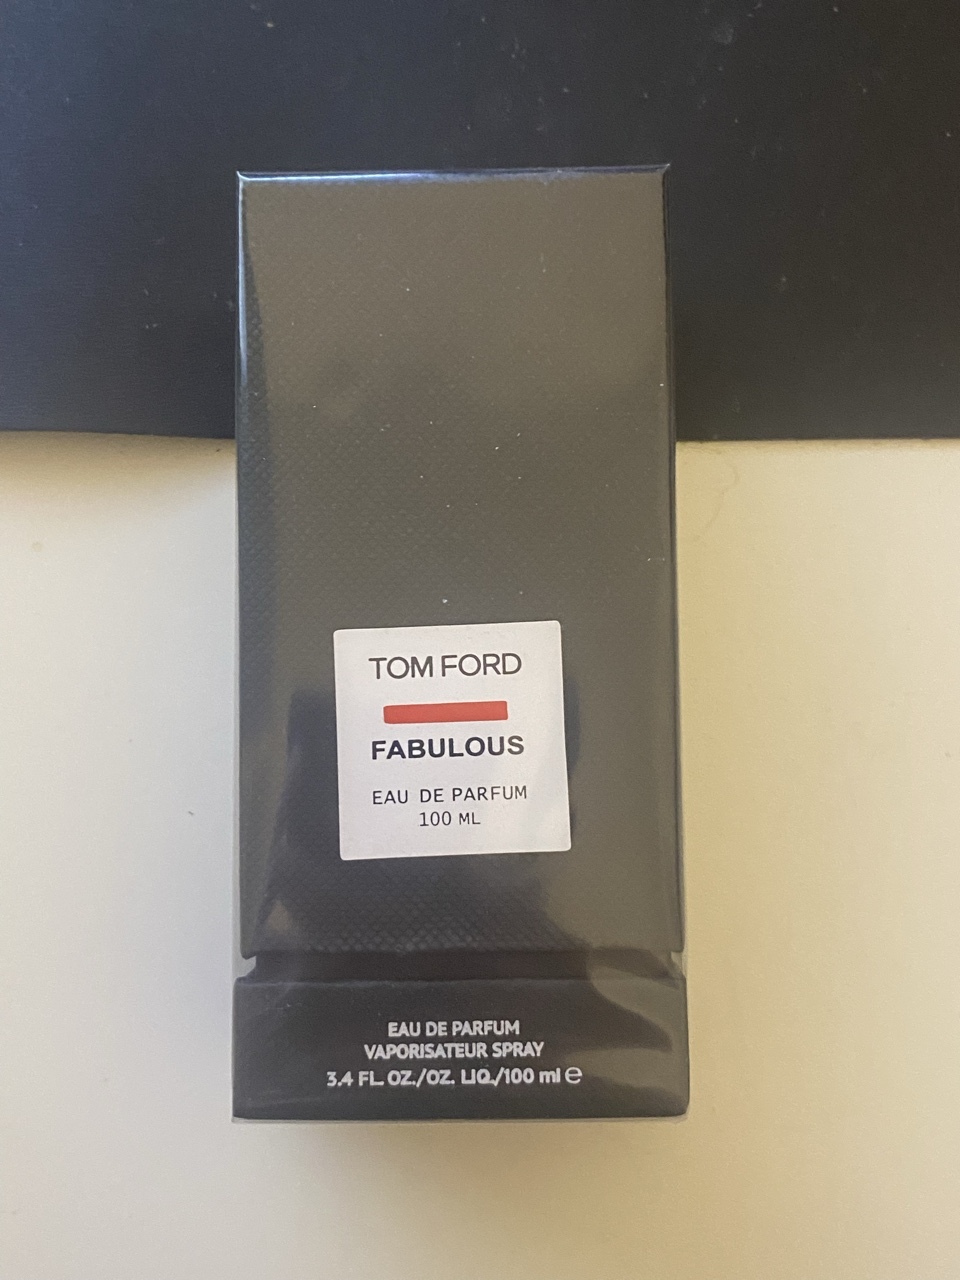 TOM FORD
FABULOUS
EAU DE PARFUM
100 ML
EAU DE PARFUM
VAPORISATEUR SPRAY
3.4 FL. OZ./OZ. LIQ./100 ml ℮